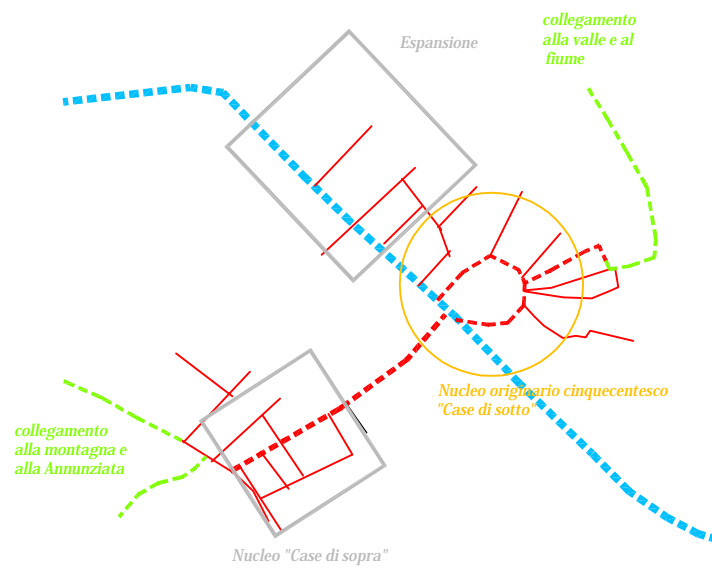 collegamento
alla valle e al
fiume
Espansione
Nucleo originario cinquecentesco
"Case di sotto"
collegamento
alla montagna e
alla Annunziata
Nucleo "Case di sopra"